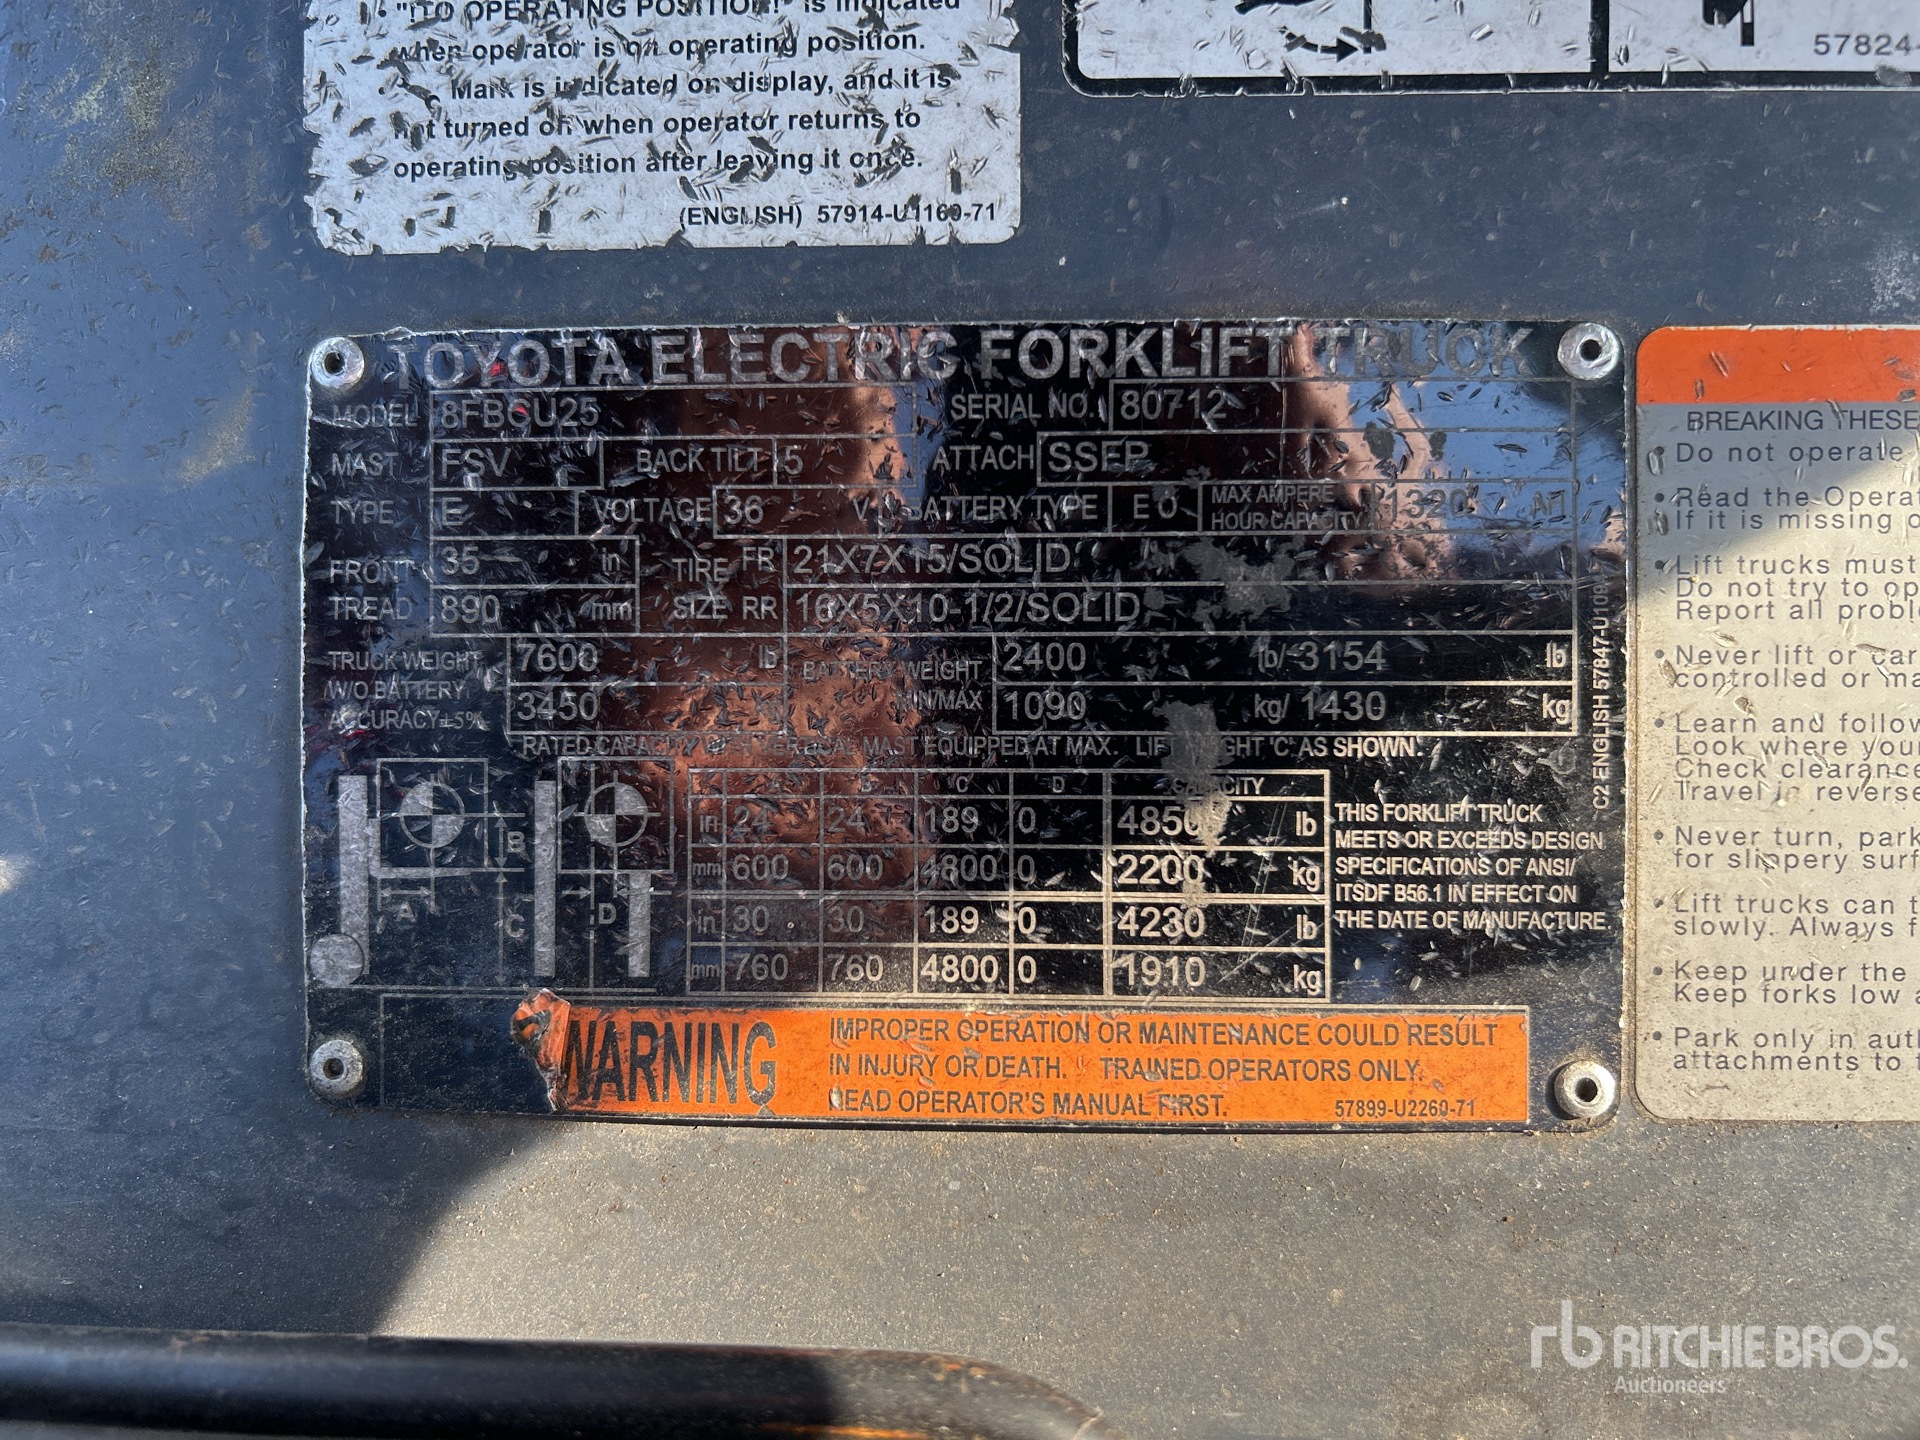 • "!TO OPERATING POSITION!" is indicated
when operator is on operating position.
• Mark is indicated on display, and it is
not turned off when operator returns to
operating position after leaving it once.
(ENGLISH) 57914-U1160-71
57824-
TOYOTA ELECTRIC FORKLIFT TRUCK
MODEL 8FBCU25 SERIAL NO. 80712
MAST FSV BACK TILT 5 ATTACH SSFP
TYPE E VOLTAGE 36 V BATTERY TYPE E O MAX AMPERE HOUR CAPACITY 1320 AH
FRONT TREAD 35 in TIRE SIZE FR 21X7X15/SOLID
890 mm RR 16X5X10-1/2/SOLID
TRUCK WEIGHT W/O BATTERY ACCURACY±5% 7600 lb BATTERY WEIGHT MIN/MAX 2400 lb/ 3154 lb
3450 kg 1090 kg/ 1430 kg
RATED CAPACITY WITH VERTICAL MAST EQUIPPED AT MAX. LIFT HEIGHT 'C' AS SHOWN:
A B C D CAPACITY
in 24 24 189 0 4850 lb
mm 600 600 4800 0 2200 kg
in 30 30 189 0 4230 lb
mm 760 760 4800 0 1910 kg
B
A
C
D
THIS FORKLIFT TRUCK
MEETS OR EXCEEDS DESIGN
SPECIFICATIONS OF ANSI/
ITSDF B56.1 IN EFFECT ON
THE DATE OF MANUFACTURE.
C2 ENGLISH 57847-U109
WARNING
IMPROPER OPERATION OR MAINTENANCE COULD RESULT
IN INJURY OR DEATH. TRAINED OPERATORS ONLY.
READ OPERATOR'S MANUAL FIRST. 57899-U2260-71
BREAKING THESE
• Do not operate
• Read the Opera
If it is missing o
• Lift trucks must
Do not try to op
Report all proble
• Never lift or car
controlled or ma
• Learn and follow
Look where your
Check clearance
Travel in reverse
• Never turn, park
for slippery surf
• Lift trucks can t
slowly. Always f
• Keep under the
Keep forks low a
• Park only in aut
attachments to t
rb RITCHIE BROS.
Auctioneers